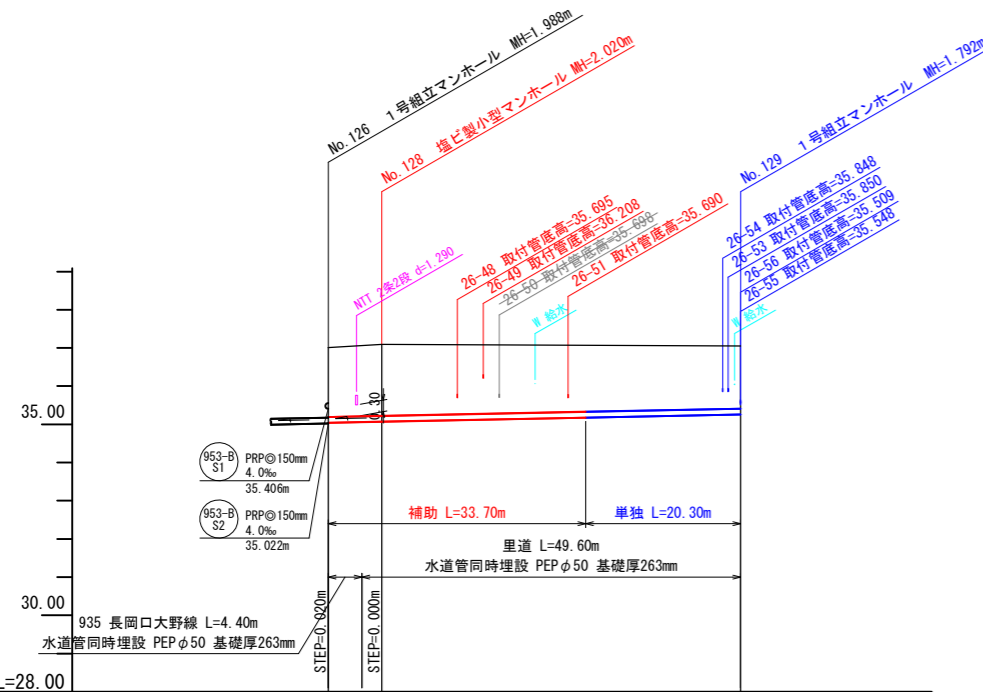 No.126 1号組立マンホール MH=1.988m
No.128 塩ビ製小型マンホール MH=2.020m
No.129 1号組立マンホール MH=1.792m
NTT 2条2段 d=1.290
26-48 取付管底高=35.695
26-49 取付管底高=36.208
26-50 取付管底高=35.698
26-51 取付管底高=35.690
W 給水
26-54 取付管底高=35.848
26-53 取付管底高=35.850
26-56 取付管底高=35.509
26-55 取付管底高=35.548
W 給水
35.00
0.30
953-B
S1
PRP◎150mm
4.0‰
35.406m
953-B
S2
PRP◎150mm
4.0‰
35.022m
補助 L=33.70m
単独 L=20.30m
里道 L=49.60m
水道管同時埋設 PEPφ50 基礎厚263mm
30.00
935 長岡口大野線 L=4.40m
水道管同時埋設 PEPφ50 基礎厚263mm
STEP=0.020m
STEP=0.000m
L=28.00